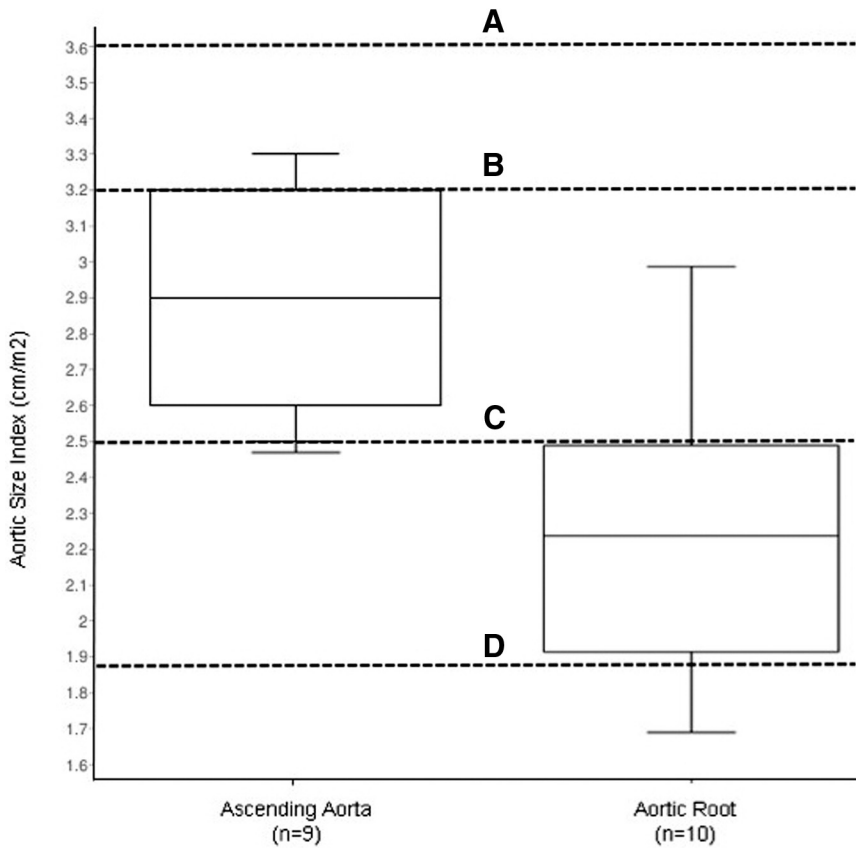 A
3.6
3.5
3.4
3.3
B
3.2
3.1
3
2.9
2.8
2.7
2.6
C
2.5
2.4
2.3
2.2
2.1
2
D
1.9
1.8
1.7
1.6
Aortic Size Index (cm/m2)
Ascending Aorta
(n=9)
Aortic Root
(n=10)